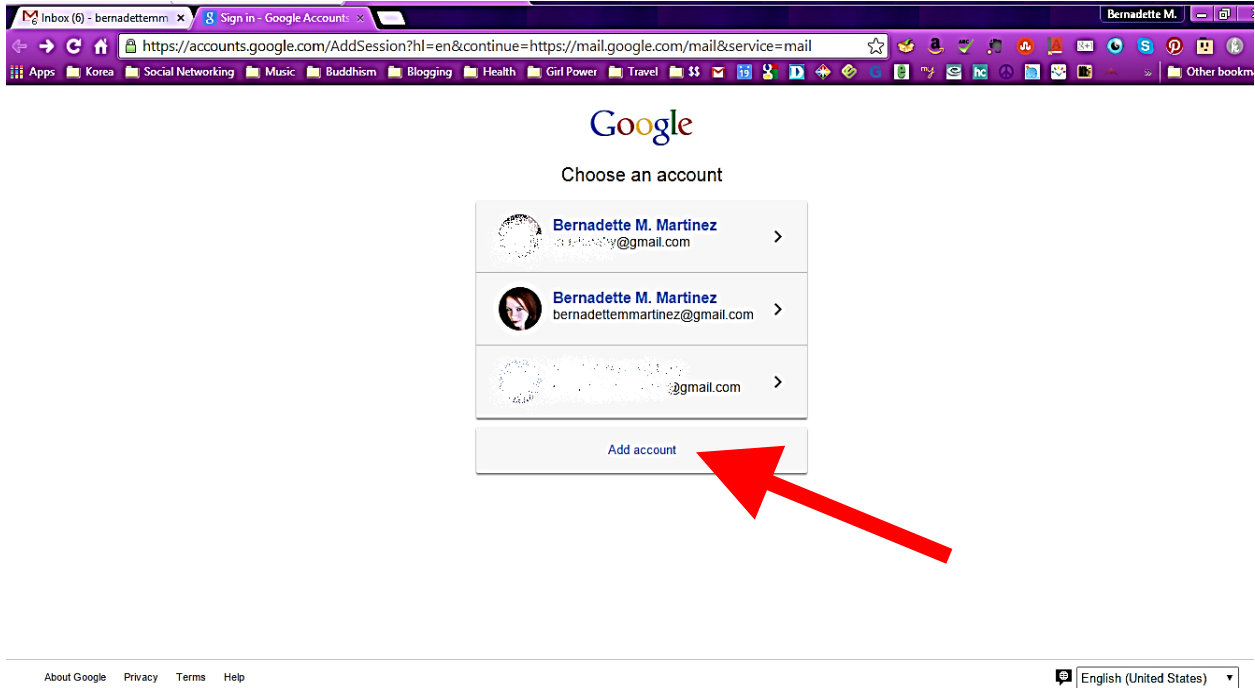 Inbox (6) - bernadettemm
Sign in - Google Accounts
Bernadette M.
https://accounts.google.com/AddSession?hl=en&continue=https://mail.google.com/mail&service=mail
Apps Korea Social Networking Music Buddhism Blogging Health Girl Power Travel $$ Other bookm
Google
Choose an account
Bernadette M. Martinez
@gmail.com
Bernadette M. Martinez
bernadettemmartinez@gmail.com
@gmail.com
Add account
About Google Privacy Terms Help
English (United States)